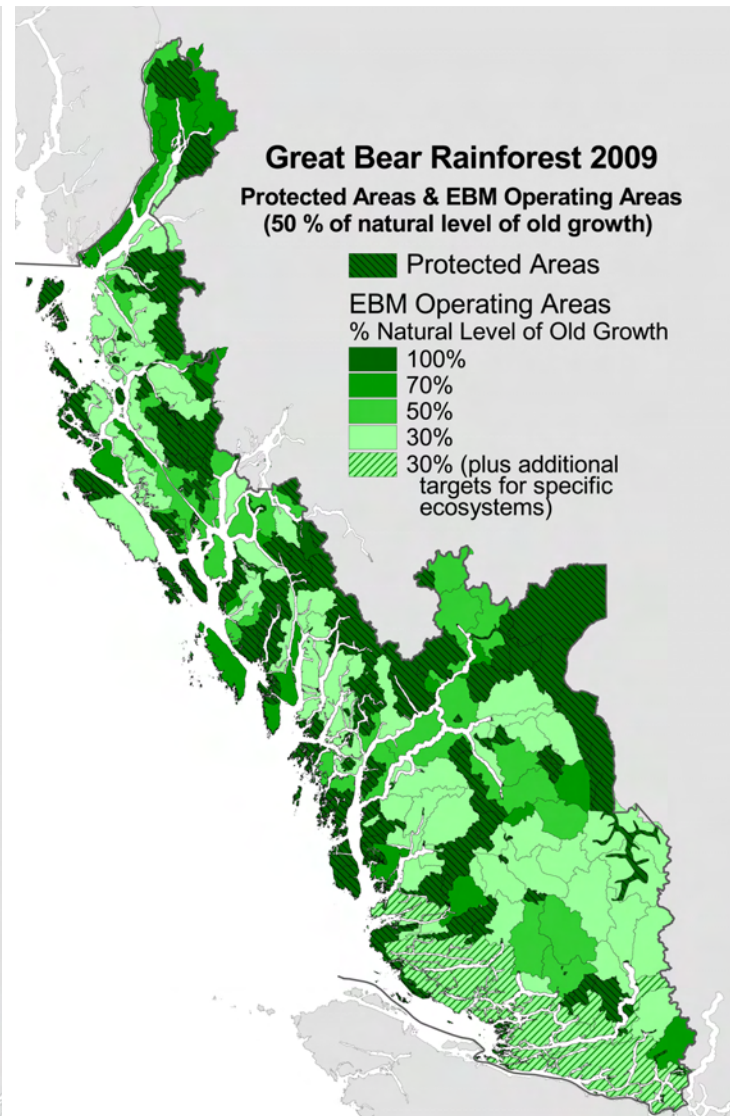 Great Bear Rainforest 2009
Protected Areas & EBM Operating Areas
(50 % of natural level of old growth)
Protected Areas
EBM Operating Areas
% Natural Level of Old Growth
100%
70%
50%
30%
30% (plus additional
targets for specific
ecosystems)